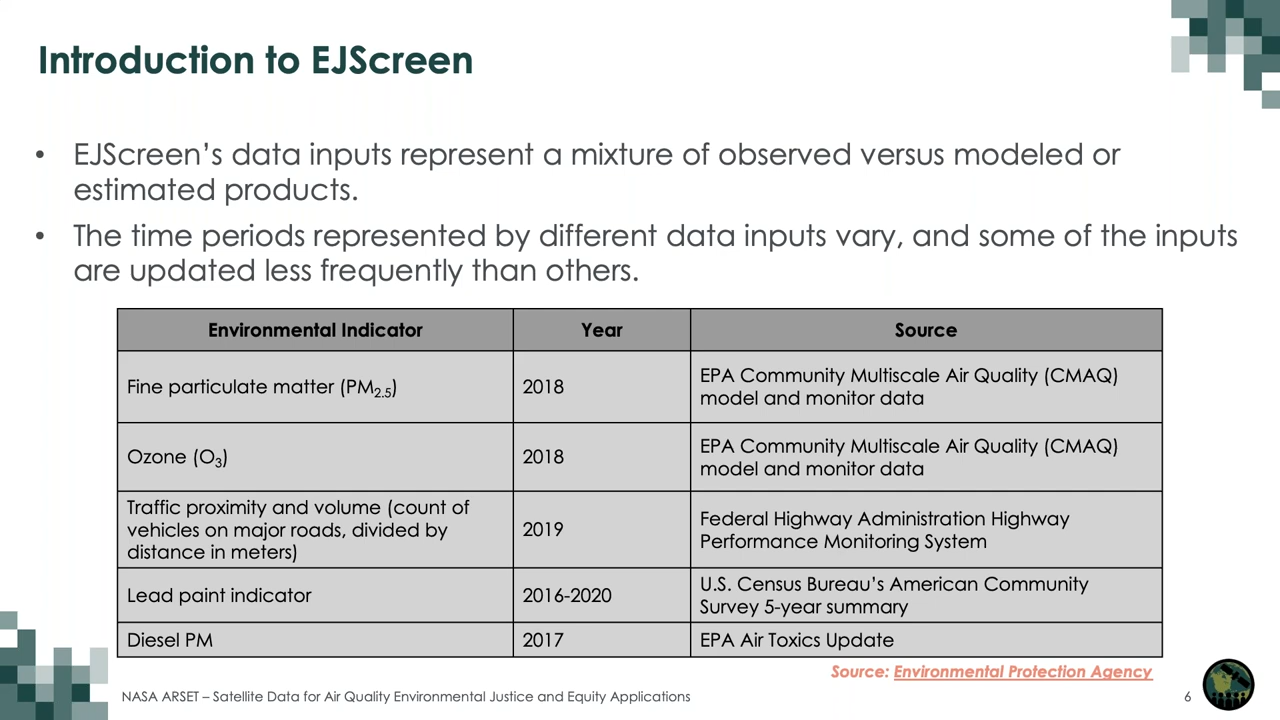 Introduction to EJScreen
• EJScreen’s data inputs represent a mixture of observed versus modeled or
estimated products.
• The time periods represented by different data inputs vary, and some of the inputs
are updated less frequently than others.
Environmental Indicator Year Source
Fine particulate matter (PM2.5) 2018 EPA Community Multiscale Air Quality (CMAQ)
model and monitor data
Ozone (O3) 2018 EPA Community Multiscale Air Quality (CMAQ)
model and monitor data
Traffic proximity and volume (count of
vehicles on major roads, divided by
distance in meters)
2019
Federal Highway Administration Highway
Performance Monitoring System
Lead paint indicator 2016-2020 U.S. Census Bureau’s American Community
Survey 5-year summary
Diesel PM 2017 EPA Air Toxics Update
Source: Environmental Protection Agency
NASA ARSET – Satellite Data for Air Quality Environmental Justice and Equity Applications 6